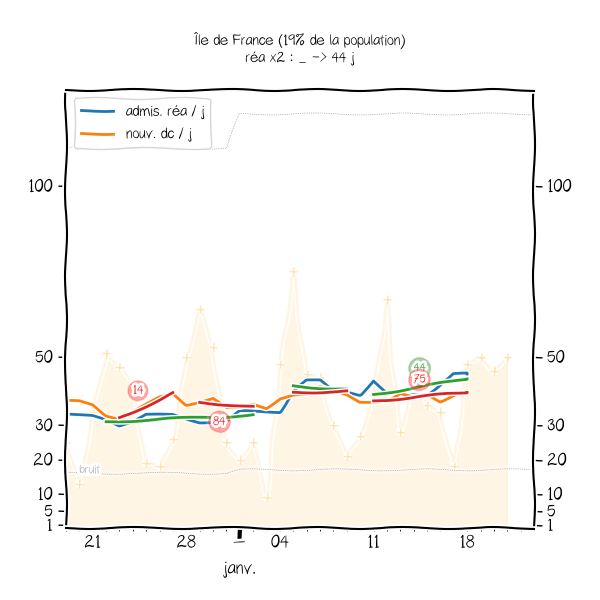 Île de France (19% de la population)
réa x2 : _ -> 44 j
admis. réa / j
nouv. dc / j
100 100
50 50
30 30
20 20
10 10
5 5
1 1
14
84
44
75
bruit
21 28 04 11 18
janv.